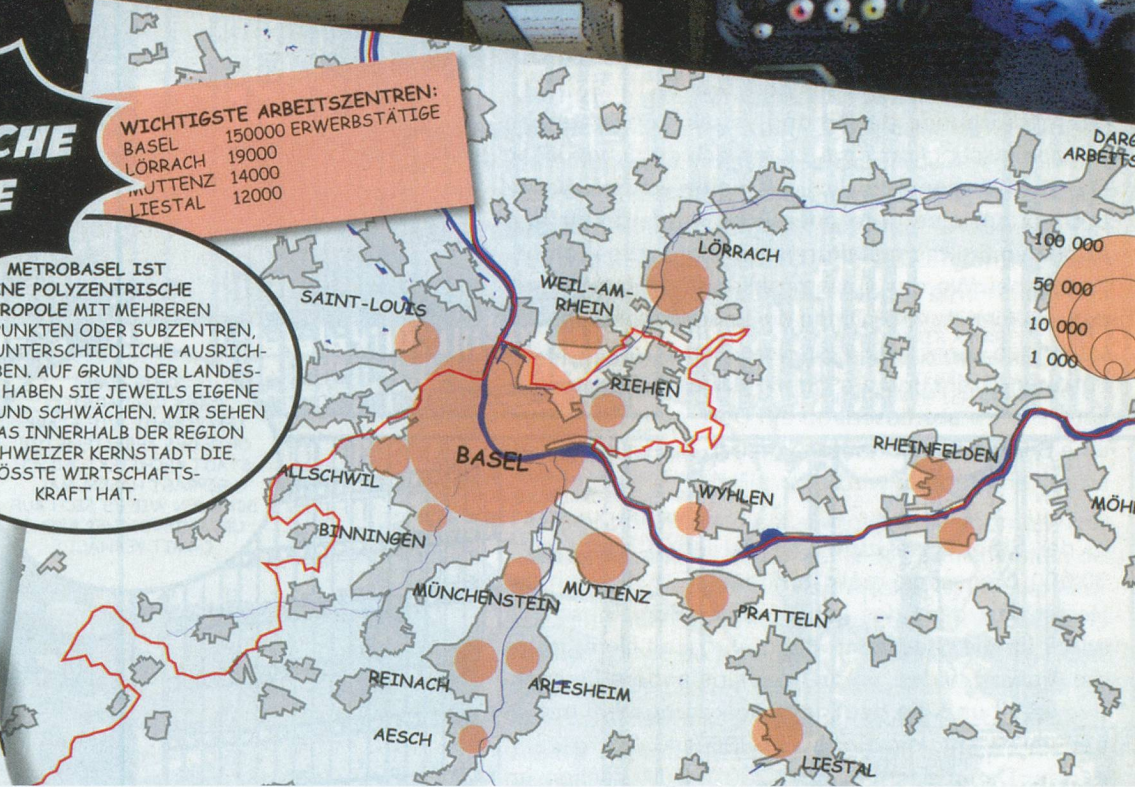 CHE
E
WICHTIGSTE ARBEITSZENTREN:
BASEL 150000 ERWERBSTÄTIGE
LÖRRACH 19000
MUTTENZ 14000
LIESTAL 12000
METROBASEL IST
NE POLYZENTRISCHE
ROPOLE MIT MEHREREN
PUNKTEN ODER SUBZENTREN,
UNTERSCHIEDLICHE AUSRICH-
BEN. AUF GRUND DER LANDES-
HABEN SIE JEWEILS EIGENE
UND SCHWÄCHEN. WIR SEHEN
AS INNERHALB DER REGION
HWEIZER KERNSTADT DIE
ÖSSTE WIRTSCHAFTS-
KRAFT HAT.
DARG
ARBEITS
100 000
50 000
10 000
1 000
LÖRRACH
WEIL-AM-
RHEIN
SAINT-LOUIS
RIEHEN
BASEL
RHEINFELDEN
ALLSCHWIL
WYHLEN
MÖHL
BINNINGEN
MÜNCHENSTEIN
MUTTENZ
PRATTELN
REINACH
ARLESHEIM
AESCH
LIESTAL